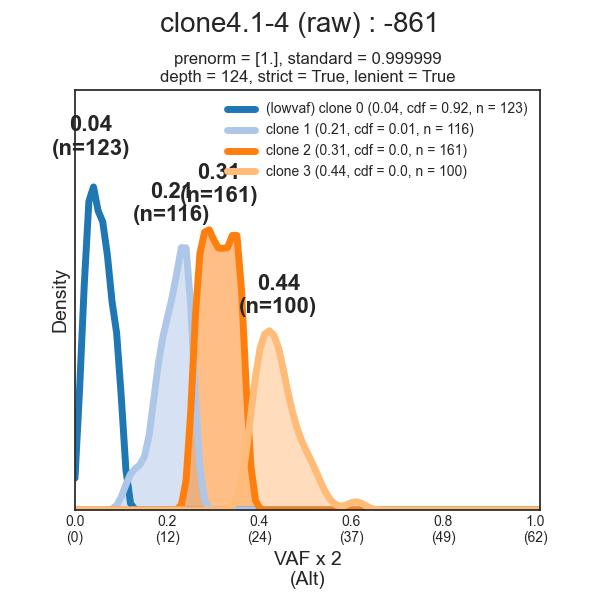 clone4.1-4 (raw) : -861
prenorm = [1.], standard = 0.999999
depth = 124, strict = True, lenient = True
(lowvaf) clone 0 (0.04, cdf = 0.92, n = 123)
clone 1 (0.21, cdf = 0.01, n = 116)
clone 2 (0.31, cdf = 0.0, n = 161)
clone 3 (0.44, cdf = 0.0, n = 100)
0.04
(n=123)
0.21
(n=116)
0.31
(n=161)
0.44
(n=100)
Density
0.0 0.2 0.4 0.6 0.8 1.0
(0) (12) (24) (37) (49) (62)
VAF x 2
(Alt)